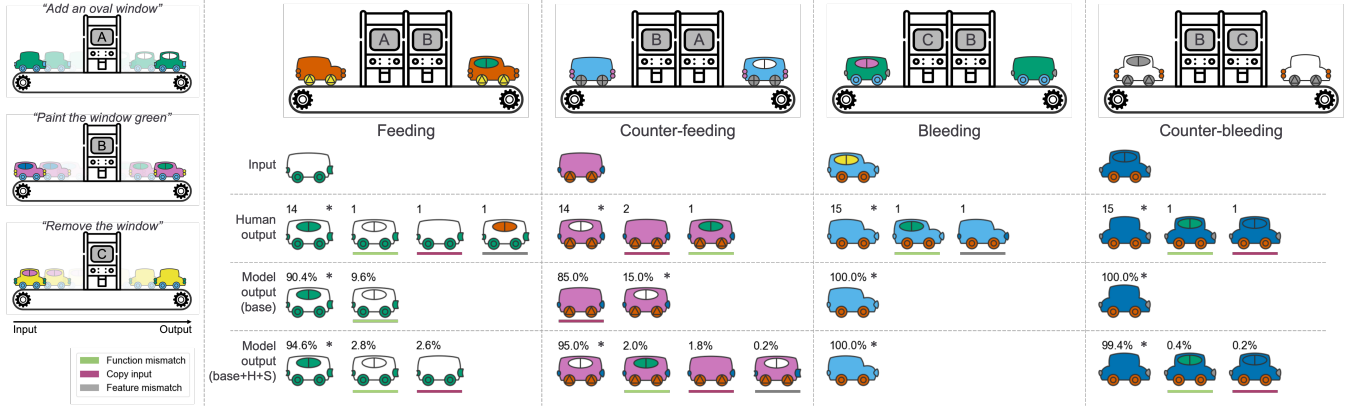 “Add an oval window”
A
“Paint the window green”
B
“Remove the window”
C
Input Output
Function mismatch
Copy input
Feature mismatch
A B
B A
C B
B C
Feeding Counter-feeding Bleeding Counter-bleeding
Input
Human
output
14 * 1 1 1
14 * 2 1
15 * 1 1
15 * 1 1
Model
output
(base)
90.4% * 9.6%
85.0% 15.0% *
100.0% *
100.0% *
Model
output
(base+H+S)
94.6% * 2.8% 2.6%
95.0% * 2.0% 1.8% 0.2%
100.0% *
99.4% * 0.4% 0.2%